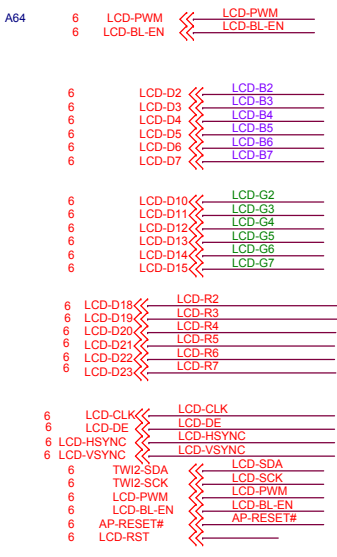 A64 6 LCD-PWM LCD-PWM
6 LCD-BL-EN LCD-BL-EN
6 LCD-D2 LCD-B2
6 LCD-D3 LCD-B3
6 LCD-D4 LCD-B4
6 LCD-D5 LCD-B5
6 LCD-D6 LCD-B6
6 LCD-D7 LCD-B7
6 LCD-D10 LCD-G2
6 LCD-D11 LCD-G3
6 LCD-D12 LCD-G4
6 LCD-D13 LCD-G5
6 LCD-D14 LCD-G6
6 LCD-D15 LCD-G7
6 LCD-D18 LCD-R2
6 LCD-D19 LCD-R3
6 LCD-D20 LCD-R4
6 LCD-D21 LCD-R5
6 LCD-D22 LCD-R6
6 LCD-D23 LCD-R7
6 LCD-CLK LCD-CLK
6 LCD-DE LCD-DE
6 LCD-HSYNC LCD-HSYNC
6 LCD-VSYNC LCD-VSYNC
6 TWI2-SDA LCD-SDA
6 TWI2-SCK LCD-SCK
6 LCD-PWM LCD-PWM
6 LCD-BL-EN LCD-BL-EN
6 AP-RESET# AP-RESET#
6 LCD-RST